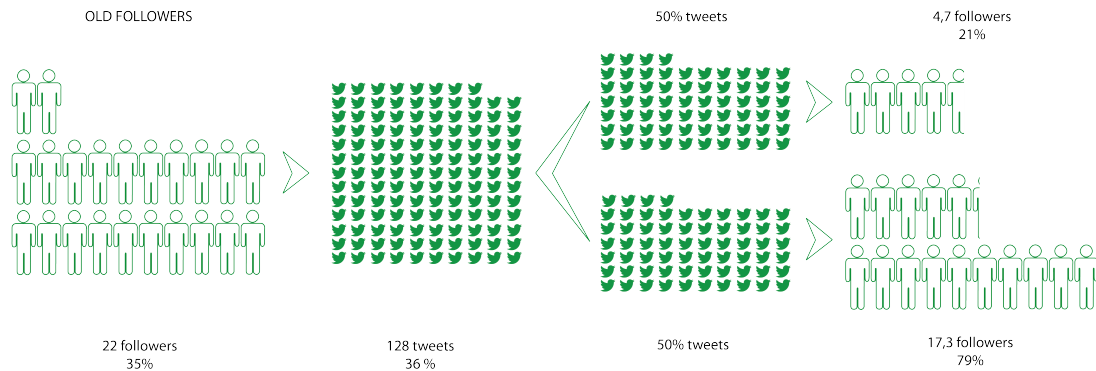 OLD FOLLOWERS
50% tweets
4,7 followers
21%
22 followers
35%
128 tweets
36 %
50% tweets
17,3 followers
79%